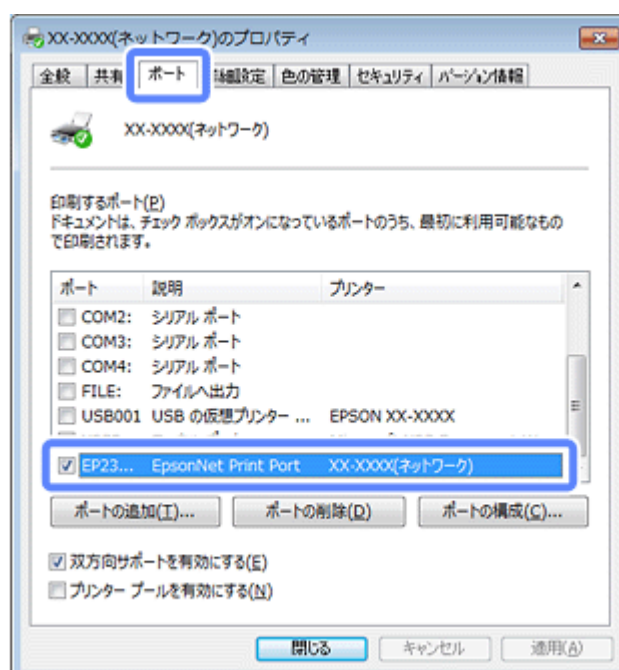 XX-XXXX(ネットワーク)のプロパティ
全般 共有 ポート 詳細設定 色の管理 セキュリティ バージョン情報
XX-XXXX(ネットワーク)
印刷するポート(P)
ドキュメントは、チェック ボックスがオンになっているポートのうち、最初に利用可能なもの
で印刷されます。
ポート 説明 プリンター
COM2: シリアル ポート
COM3: シリアル ポート
COM4: シリアル ポート
FILE: ファイルへ出力
USB001 USB の仮想プリンター ... EPSON XX-XXXX
EP23... EpsonNet Print Port XX-XXXX(ネットワーク)
ポートの追加(T)... ポートの削除(D) ポートの構成(C)...
双方向サポートを有効にする(E)
プリンター プールを有効にする(N)
閉じる キャンセル 適用(A)